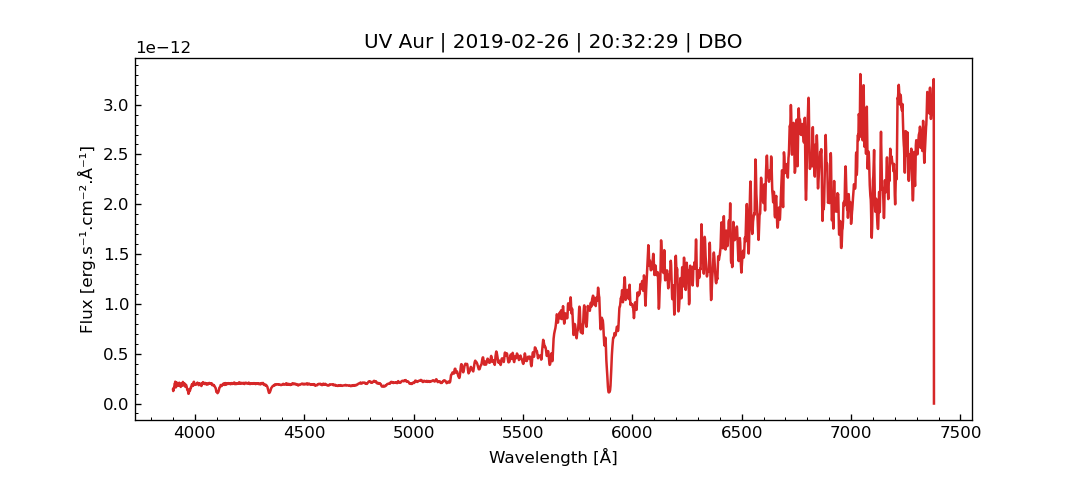 UV Aur | 2019-02-26 | 20:32:29 | DBO
1e−12
3.0
2.5
2.0
1.5
1.0
0.5
0.0
Flux [erg.s⁻¹.cm⁻².Å⁻¹]
4000 4500 5000 5500 6000 6500 7000 7500
Wavelength [Å]